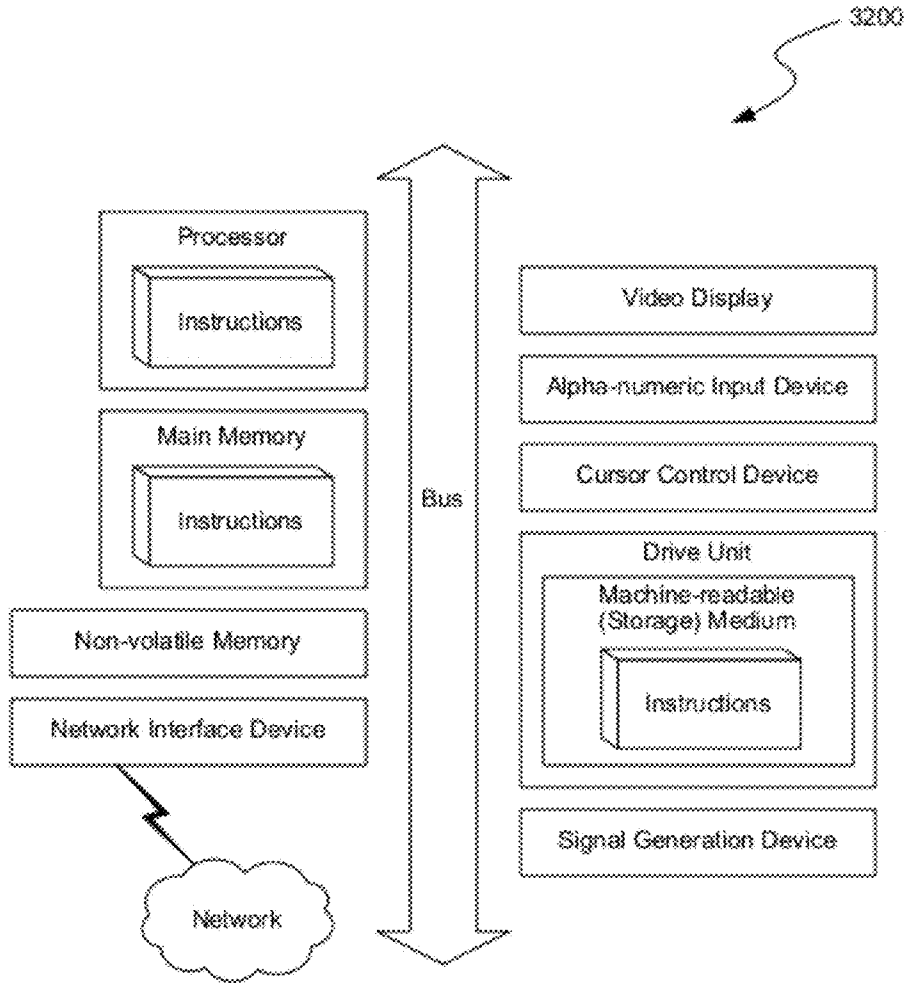 3200
Processor
Instructions
Main Memory
Instructions
Non-volatile Memory
Network Interface Device
Network
Bus
Video Display
Alpha-numeric Input Device
Cursor Control Device
Drive Unit
Machine-readable
(Storage) Medium
Instructions
Signal Generation Device